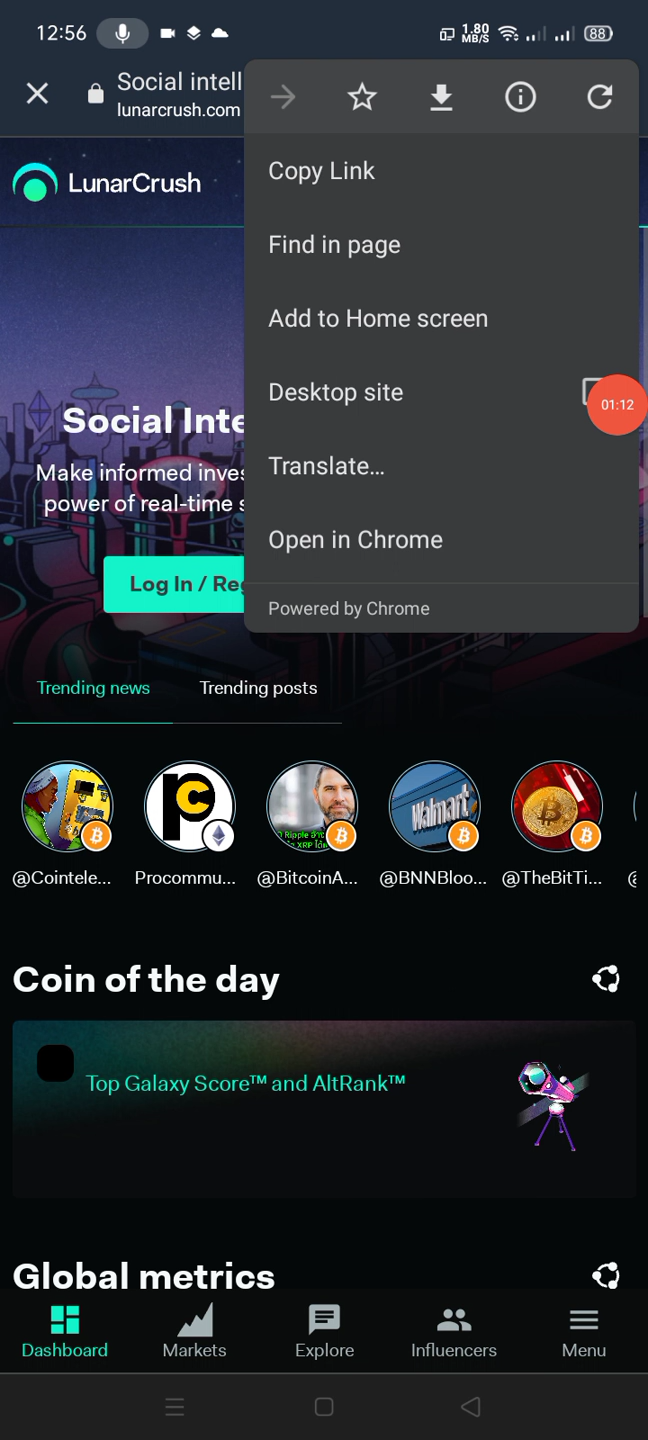 12:56
1.80
MB/S
88
Social intell
lunarcrush.com
LunarCrush
Copy Link
Find in page
Add to Home screen
Desktop site
01:12
Translate...
Open in Chrome
Powered by Chrome
Social Inte
Make informed inves
power of real-time s
Log In / Reg
Trending news
Trending posts
Walmart
@Cointele...
Procommu...
@BitcoinA...
@BNNBloo...
@TheBitTi...
@
Coin of the day
Top Galaxy Score™ and AltRank™
Global metrics
Dashboard
Markets
Explore
Influencers
Menu